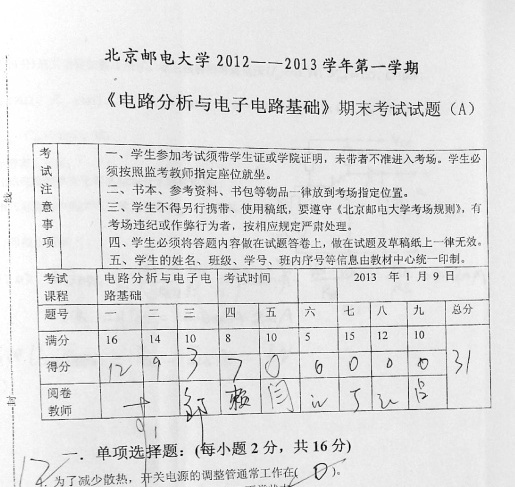 北京邮电大学 2012——2013 学年第一学期
《电路分析与电子电路基础》期末考试试题（A）
考试注意事项
一、学生参加考试须带学生证或学院证明，未带者不准进入考场。学生必
须按照监考教师指定座位就坐。
二、书本、参考资料、书包等物品一律放到考场指定位置。
三、学生不得另行携带、使用稿纸，要遵守《北京邮电大学考场规则》，有
考场违纪或作弊行为者，按相应规定严肃处理。
四、学生必须将答题内容做在试题答卷上，做在试题及草稿纸上一律无效。
五、学生的姓名、班级、学号、班内序号等信息由教材中心统一印制。
考试 电路分析与电子电 考试时间 2013 年 1 月 9 日
课程 路基础
题号 一 二 三 四 五 六 七 八 九 总分
满分 16 14 10 8 10 5 15 12 10
得分 12 9 3 7 0 0 0 0 0 31
阅卷
教师
一．单项选择题：(每小题 2 分，共 16 分)
12
为了减少散热，开关电源的调整管通常工作在( D )。